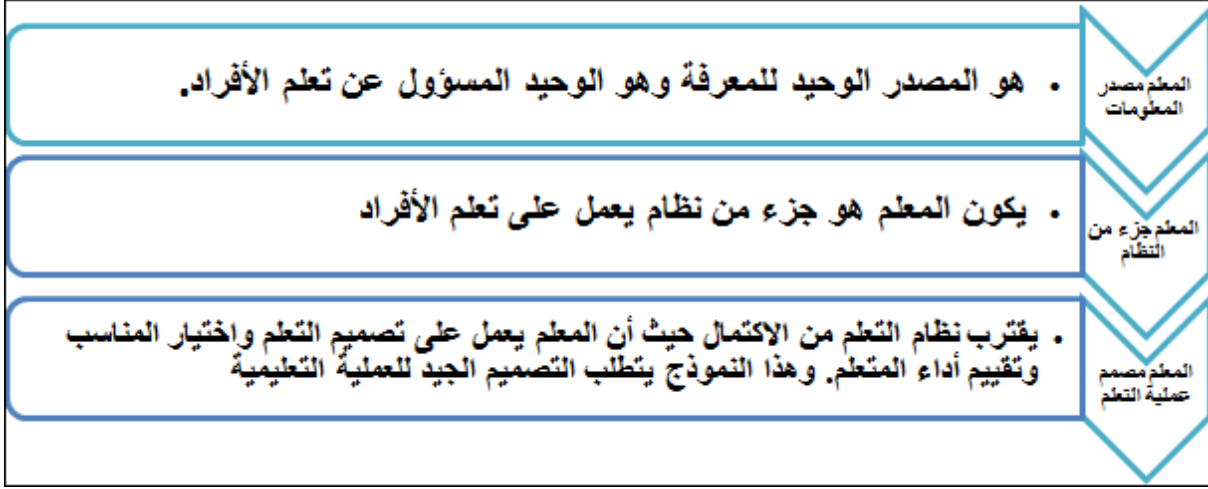 المعلم مصدر
المعلومات
• هو المصدر الوحيد للمعرفة وهو الوحيد المسؤول عن تعلم الأفراد.
المعلم جزء من
النظام
• يكون المعلم هو جزء من نظام يعمل على تعلم الأفراد
المعلم مصمم
عملية التعلم
• يقترب نظام التعلم من الاكتمال حيث أن المعلم يعمل على تصميم التعلم واختيار المناسب
وتقييم أداء المتعلم. وهذا النموذج يتطلب التصميم الجيد للعملية التعليمية